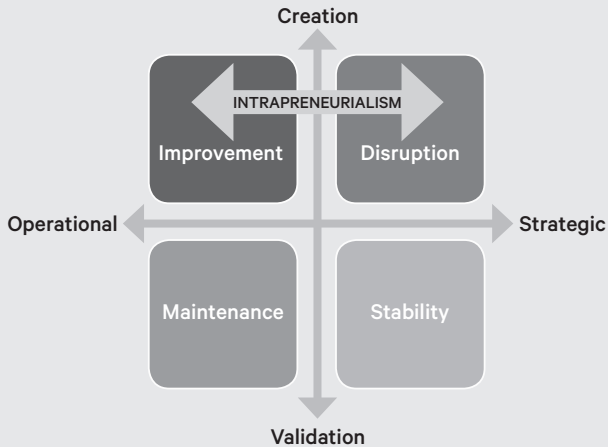 Creation
INTRAPRENEURIALISM
Improvement
Disruption
Operational
Strategic
Maintenance
Stability
Validation